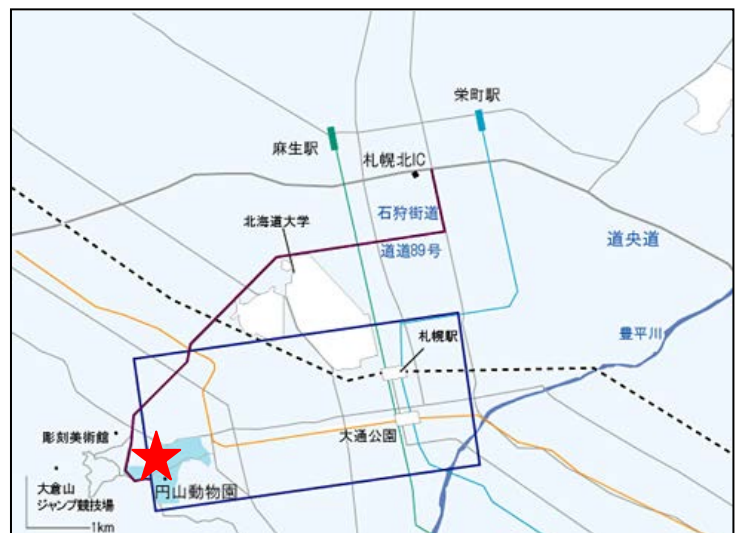 栄町駅
麻生駅
札幌北IC
石狩街道
北海道大学
道央道
道道89号
豊平川
札幌駅
彫刻美術館
大通公園
大倉山
ジャンプ競技場
円山動物園
1km